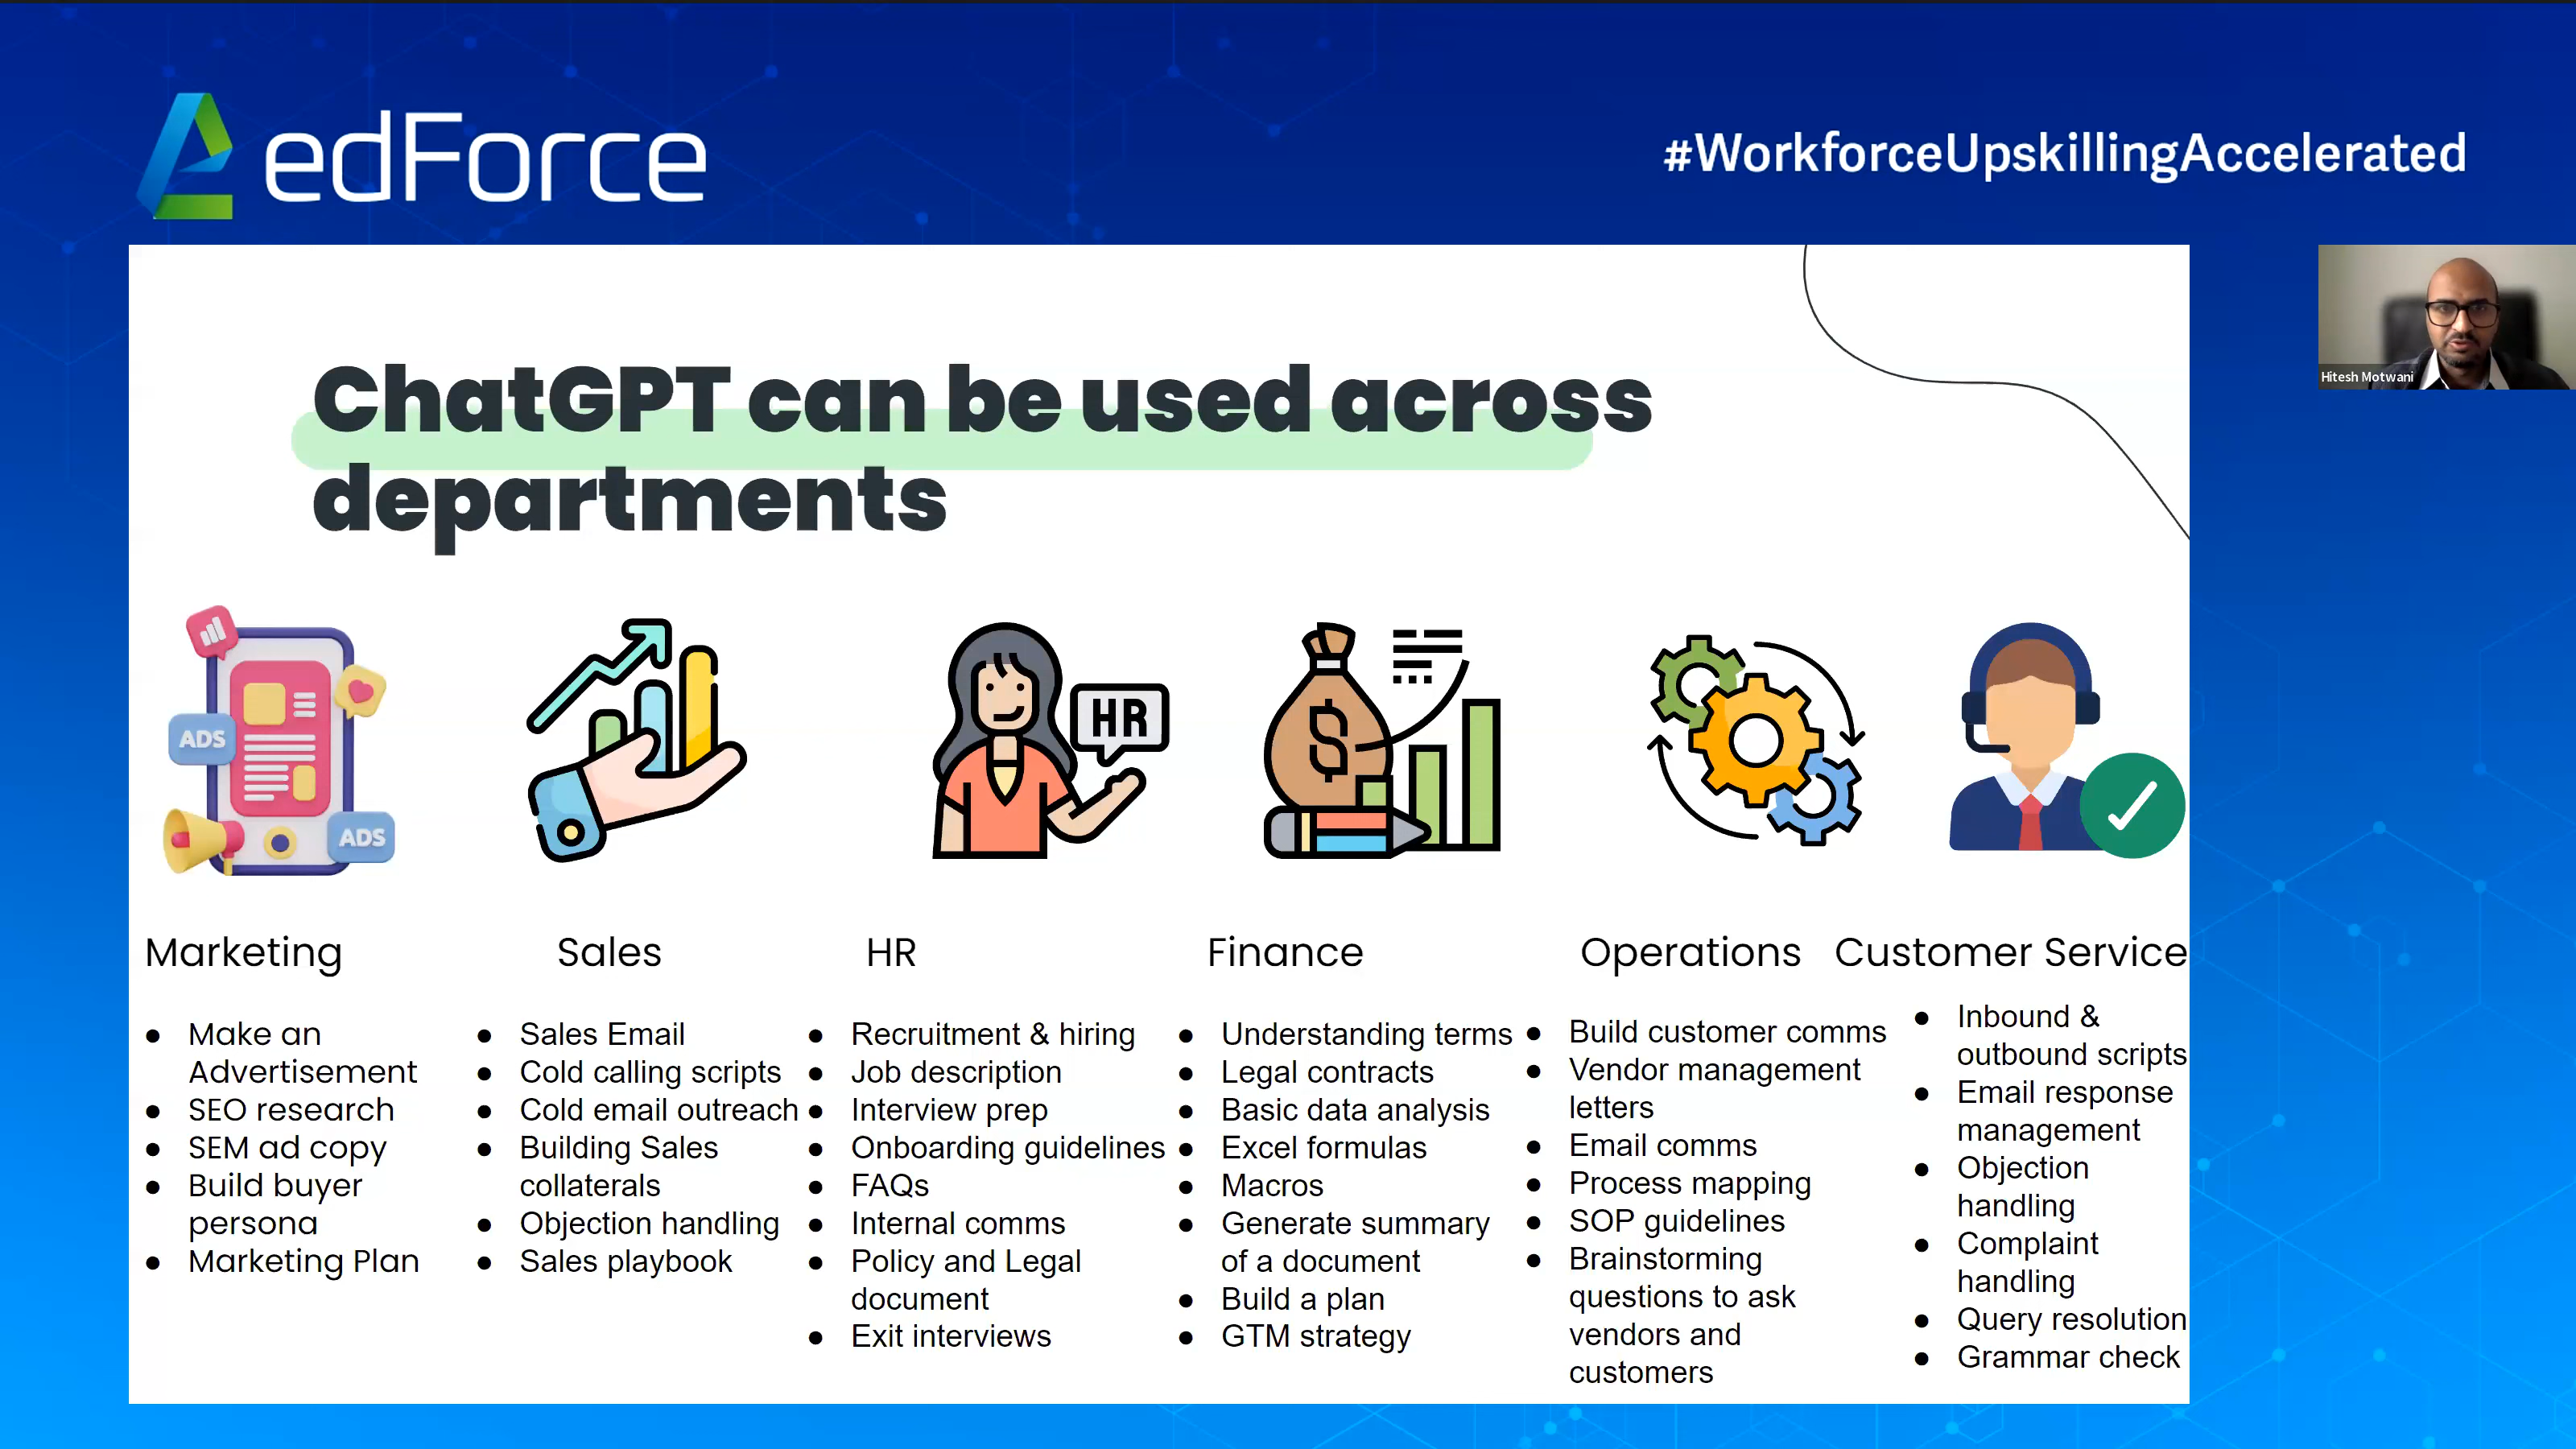 edForce
#WorkforceUpskillingAccelerated
Hitesh Motwani
ChatGPT can be used across
departments
ADS
ADS
HR
$
Marketing
Make an
Advertisement
SEO research
SEM ad copy
Build buyer
persona
Marketing Plan
Sales
Sales Email
Cold calling scripts
Cold email outreach
Building Sales
collaterals
Objection handling
Sales playbook
HR
Recruitment & hiring
Job description
Interview prep
Onboarding guidelines
FAQs
Internal comms
Policy and Legal
document
Exit interviews
Finance
Understanding terms
Legal contracts
Basic data analysis
Excel formulas
Macros
Generate summary
of a document
Build a plan
GTM strategy
Operations
Build customer comms
Vendor management
letters
Email comms
Process mapping
SOP guidelines
Brainstorming
questions to ask
vendors and
customers
Customer Service
Inbound &
outbound scripts
Email response
management
Objection
handling
Complaint
handling
Query resolution
Grammar check